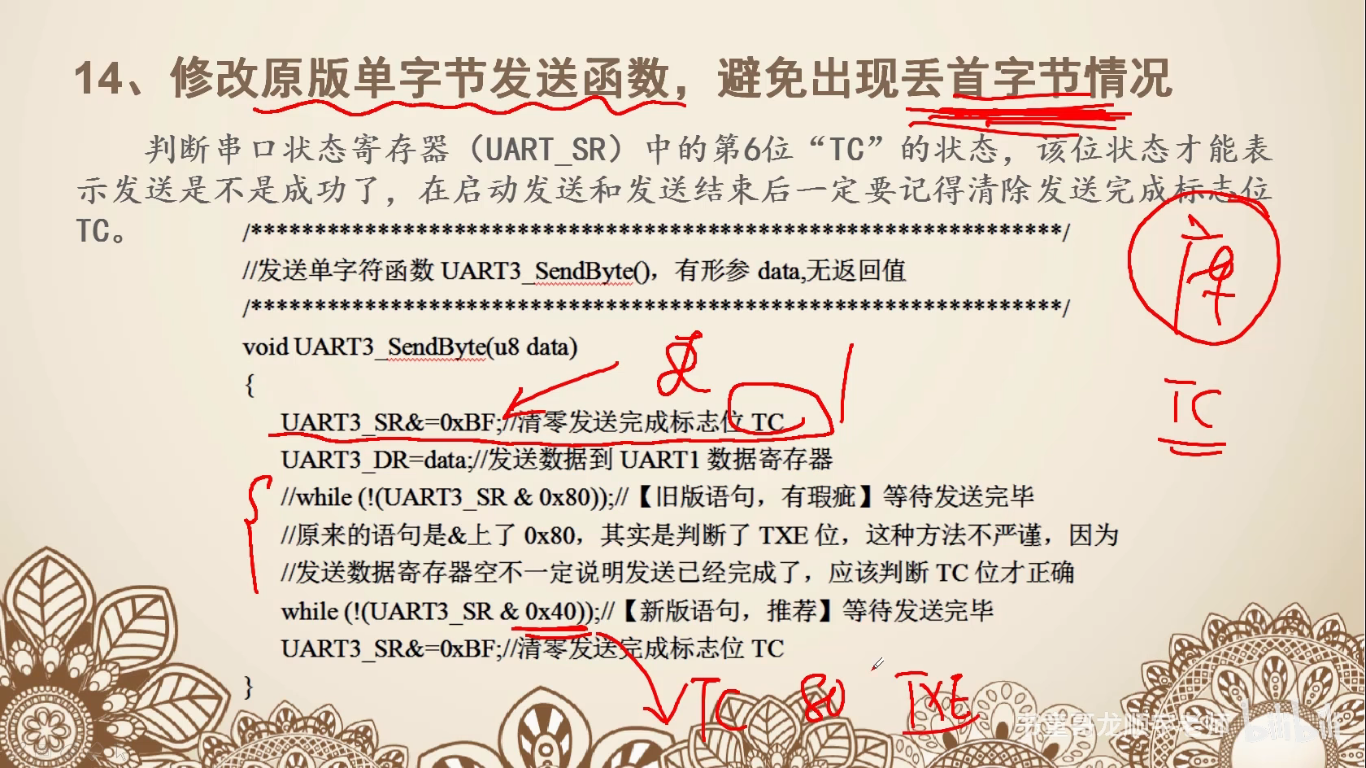 14、修改原版单字节发送函数，避免出现丢首字节情况
判断串口状态寄存器（UART_SR）中的第6位“TC”的状态，该位状态才能表
示发送是不是成功了，在启动发送和发送结束后一定要记得清除发送完成标志位
TC。
/***************************************************************/
//发送单字符函数 UART3_SendByte()，有形参 data,无返回值
/***************************************************************/
void UART3_SendByte(u8 data)
{
UART3_SR&=0xBF;//清零发送完成标志位 TC
UART3_DR=data;//发送数据到 UART1 数据寄存器
//while (!(UART3_SR & 0x80));//【旧版语句，有瑕疵】等待发送完毕
//原来的语句是&上了 0x80，其实是判断了 TXE 位，这种方法不严谨，因为
//发送数据寄存器空不一定说明发送已经完成了，应该判断 TC 位才正确
while (!(UART3_SR & 0x40));//【新版语句，推荐】等待发送完毕
UART3_SR&=0xBF;//清零发送完成标志位 TC
}
TC
TC 80 TXE
bilibili